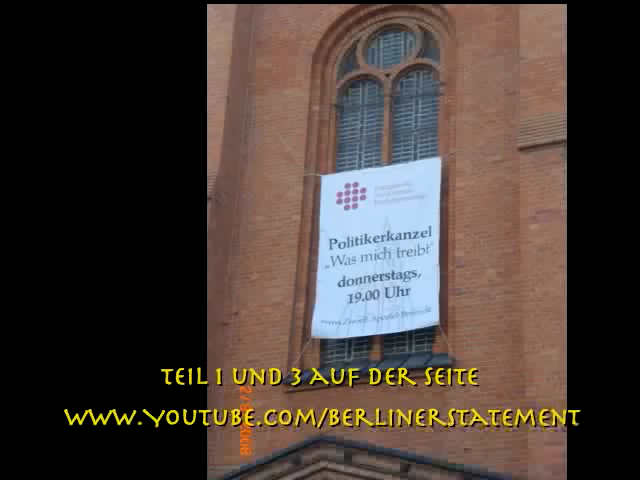 Politikerkanzel
„Was mich treibt“
donnerstags,
19.00 Uhr
TEIL 1 UND 3 AUF DER SEITE
WWW.YOUTUBE.COM/BERLINERSTATEMENT